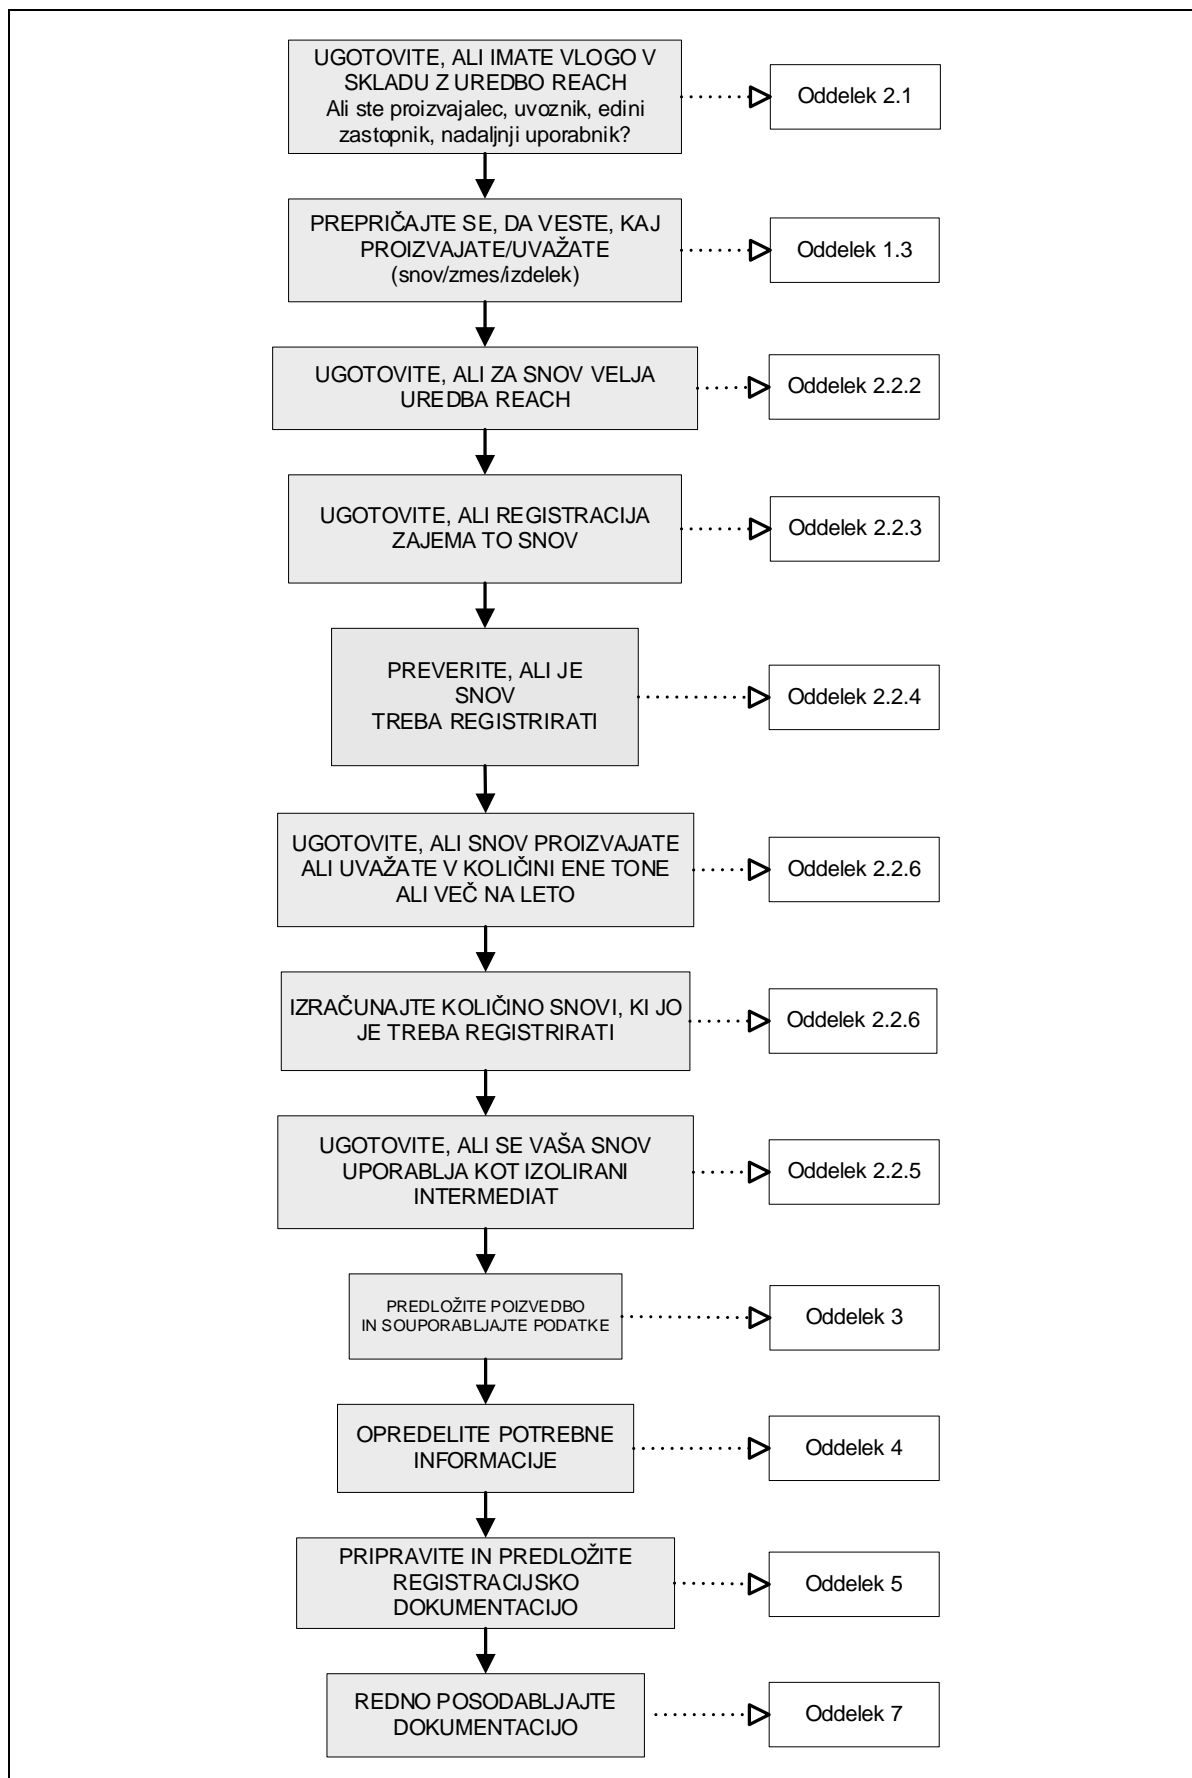 UGOTOVITE, ALI IMATE VLOGO V
SKLADU Z UREDBO REACH
Ali ste proizvajalec, uvoznik, edini
zastopnik, nadaljnji uporabnik?
Oddelek 2.1
PREPRIČAJTE SE, DA VESTE, KAJ
PROIZVAJATE/UVAŽATE
(snov/zmes/izdelek)
Oddelek 1.3
UGOTOVITE, ALI ZA SNOV VELJA
UREDBA REACH
Oddelek 2.2.2
UGOTOVITE, ALI REGISTRACIJA
ZAJEMA TO SNOV
Oddelek 2.2.3
PREVERITE, ALI JE
SNOV
TREBA REGISTRIRATI
Oddelek 2.2.4
UGOTOVITE, ALI SNOV PROIZVAJATE
ALI UVAŽATE V KOLIČINI ENE TONE
ALI VEČ NA LETO
Oddelek 2.2.6
IZRAČUNAJTE KOLIČINO SNOVI, KI JO
JE TREBA REGISTRIRATI
Oddelek 2.2.6
UGOTOVITE, ALI SE VAŠA SNOV
UPORABLJA KOT IZOLIRANI
INTERMEDIAT
Oddelek 2.2.5
PREDLOŽITE POIZVEDBO
IN SOUPORABLJAJTE PODATKE
Oddelek 3
OPREDELITE POTREBNE
INFORMACIJE
Oddelek 4
PRIPRAVITE IN PREDLOŽITE
REGISTRACIJSKO
DOKUMENTACIJO
Oddelek 5
REDNO POSODABLJAJTE
DOKUMENTACIJO
Oddelek 7